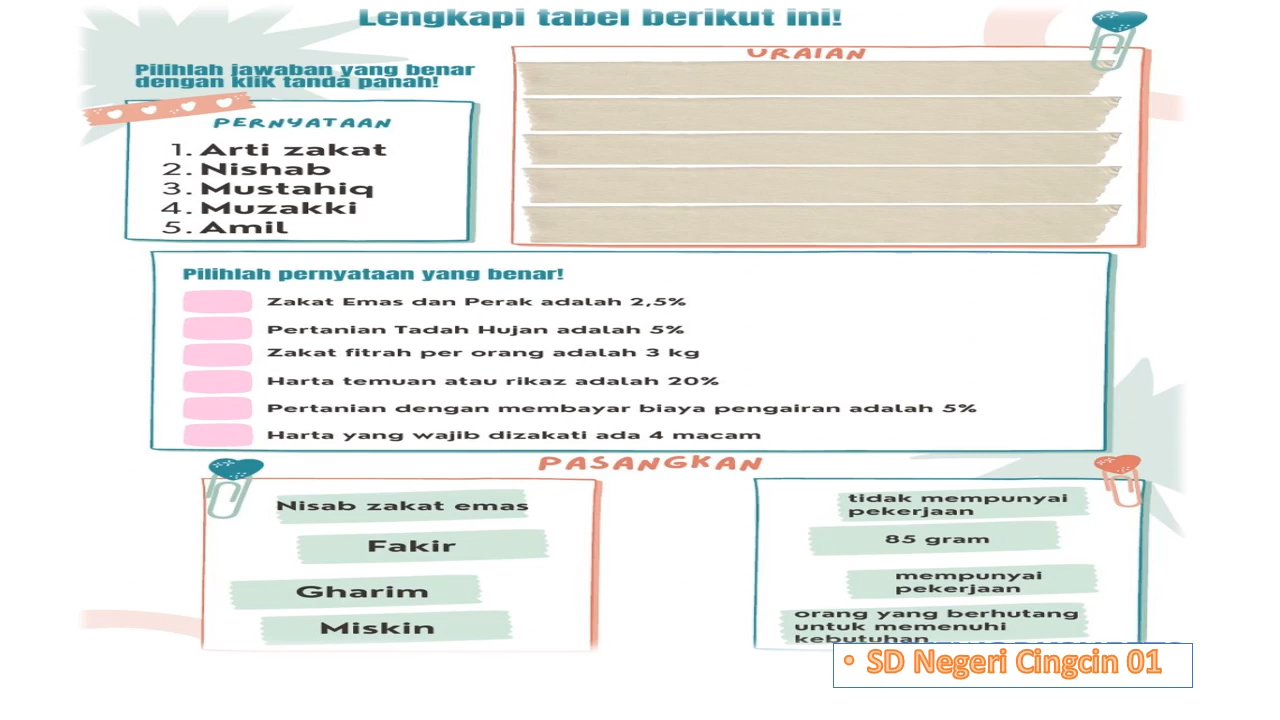 Lengkapi tabel berikut ini!
Pilihlah jawaban yang benar
dengan klik tanda panah!
PERNYATAAN
1. Arti zakat
2. Nishab
3. Mustahiq
4. Muzakki
5. Amil
URAIAN
Pilihlah pernyataan yang benar!
Zakat Emas dan Perak adalah 2,5%
Pertanian Tadah Hujan adalah 5%
Zakat fitrah per orang adalah 3 kg
Harta temuan atau rikaz adalah 20%
Pertanian dengan membayar biaya pengairan adalah 5%
Harta yang wajib dizakati ada 4 macam
PASANGKAN
Nisab zakat emas
Fakir
Gharim
Miskin
tidak mempunyai
pekerjaan
85 gram
mempunyai
pekerjaan
orang yang berhutang
untuk memenuhi
kebutuhan
• SD Negeri Cingcin 01